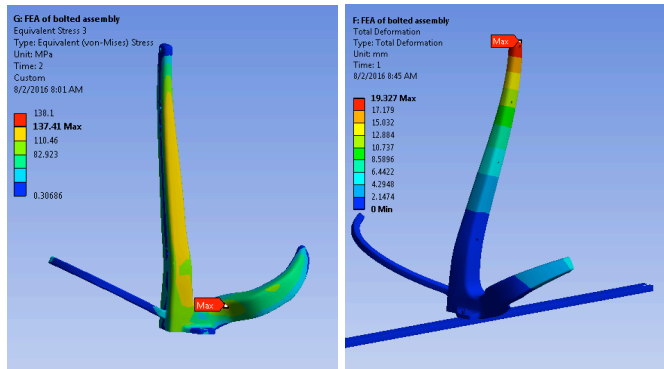 G: FEA of bolted assembly
Equivalent Stress 3
Type: Equivalent (von-Mises) Stress
Unit: MPa
Time: 2
Custom
8/2/2016 8:01 AM
138.1
137.41 Max
110.46
82.923
0.30686
Max
F: FEA of bolted assembly
Total Deformation
Type: Total Deformation
Unit: mm
Time: 1
8/2/2016 8:45 AM
19.327 Max
17.179
15.032
12.884
10.737
8.5896
6.4422
4.2948
2.1474
0 Min
Max